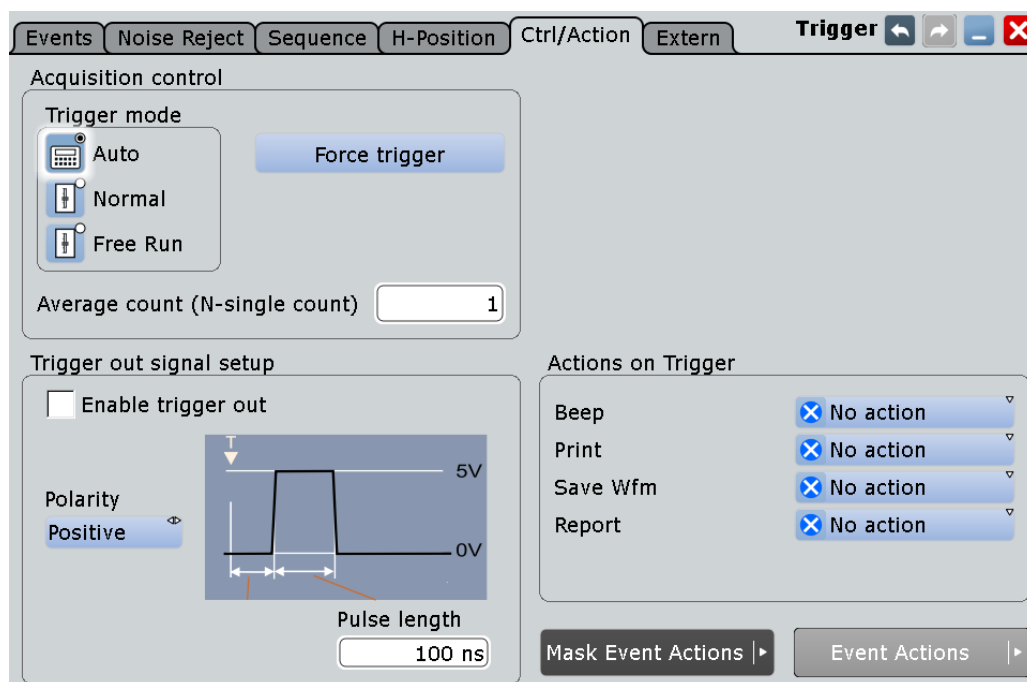 Events Noise Reject Sequence H-Position Ctrl/Action Extern Trigger
Acquisition control
Trigger mode
Auto
Force trigger
Normal
Free Run
Average count (N-single count) 1
Trigger out signal setup
Enable trigger out
T
5V
Polarity
Positive
0V
Pulse length
100 ns
Actions on Trigger
Beep No action
Print No action
Save Wfm No action
Report No action
Mask Event Actions
Event Actions